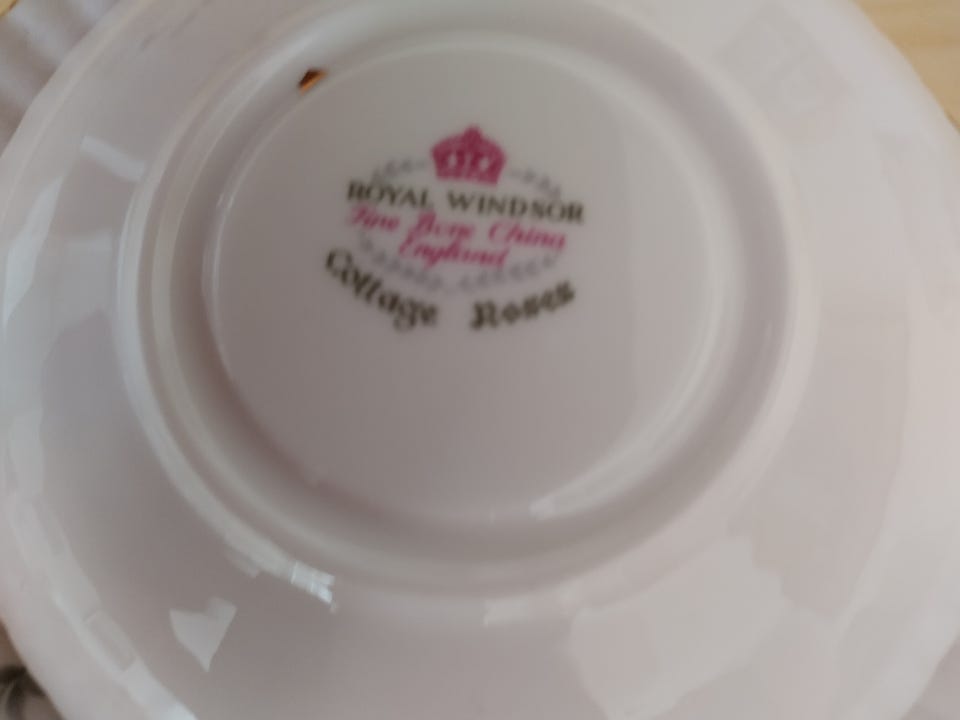 ROYAL WINDSOR
Fine Bone China
England
Cottage Roses